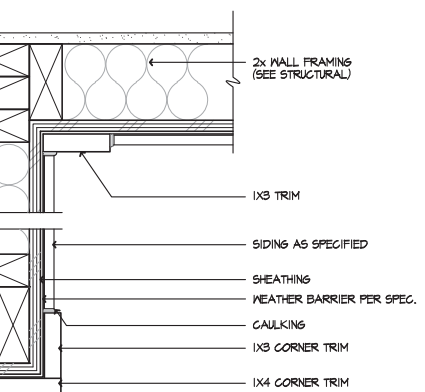 2x WALL FRAMING
(SEE STRUCTURAL)
1X3 TRIM
SIDING AS SPECIFIED
SHEATHING
WEATHER BARRIER PER SPEC.
CAULKING
1X3 CORNER TRIM
1X4 CORNER TRIM